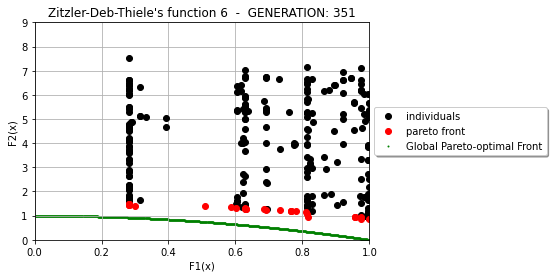 Zitzler-Deb-Thiele's function 6 - GENERATION: 351
9
8
7
6
5
4
3
2
1
0
F2(x)
0.0 0.2 0.4 0.6 0.8 1.0
F1(x)
individuals
pareto front
Global Pareto-optimal Front